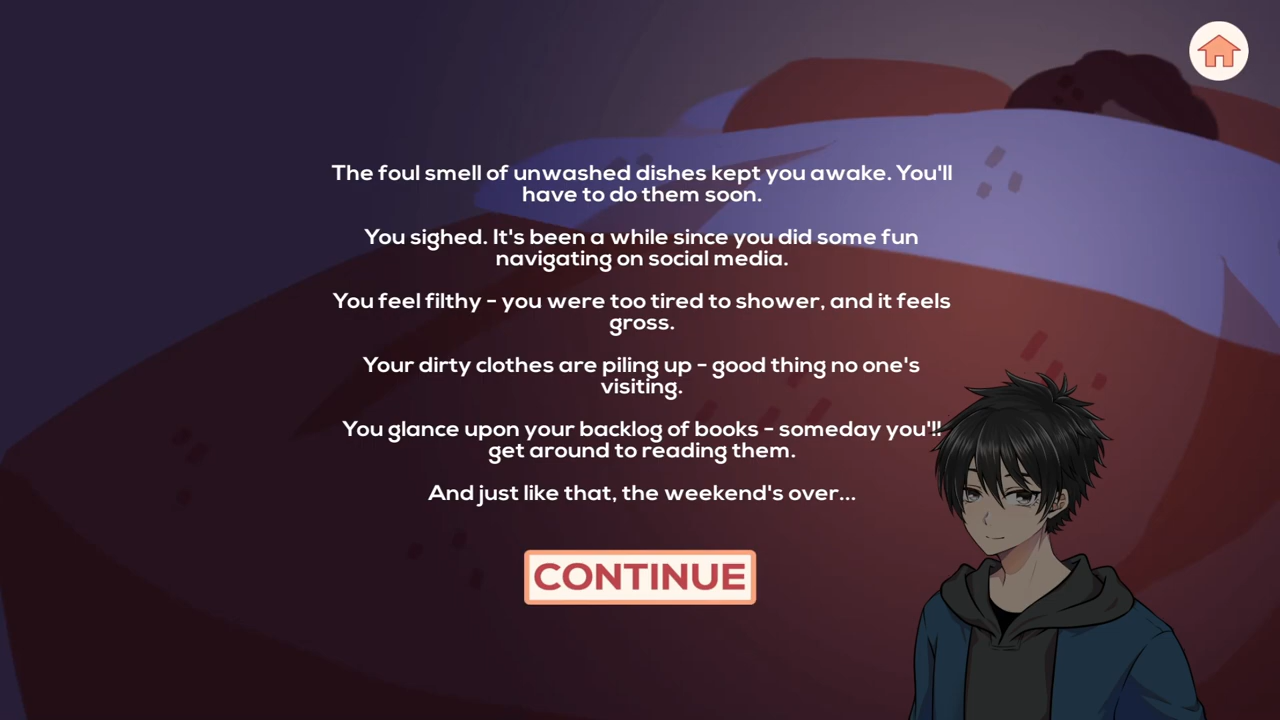 The foul smell of unwashed dishes kept you awake. You'll
have to do them soon.
You sighed. It's been a while since you did some fun
navigating on social media.
You feel filthy - you were too tired to shower, and it feels
gross.
Your dirty clothes are piling up - good thing no one's
visiting.
You glance upon your backlog of books - someday you'll
get around to reading them.
And just like that, the weekend's over...
CONTINUE